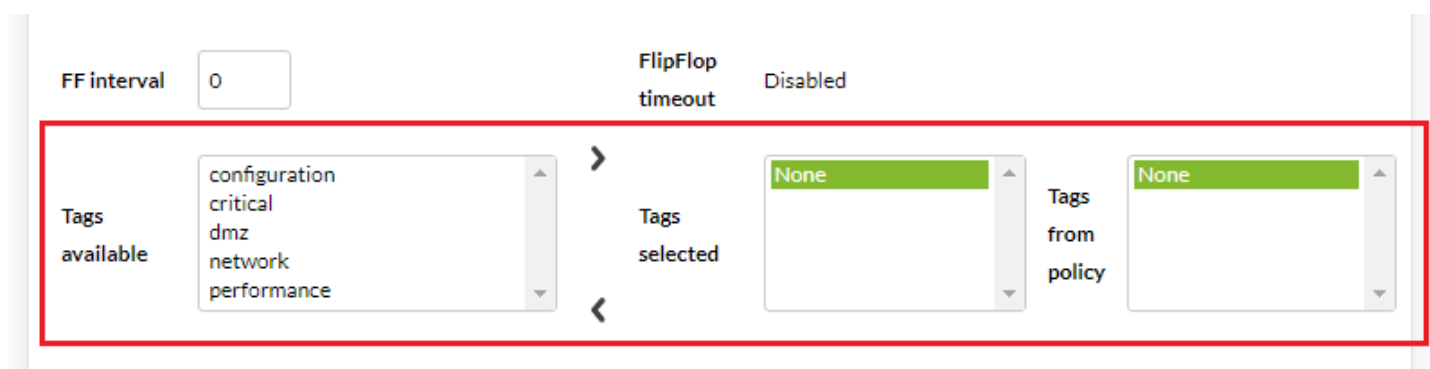 FF interval
0
FlipFlop
timeout
Disabled
Tags
available
configuration
critical
dmz
network
performance
Tags
selected
None
Tags
from
policy
None